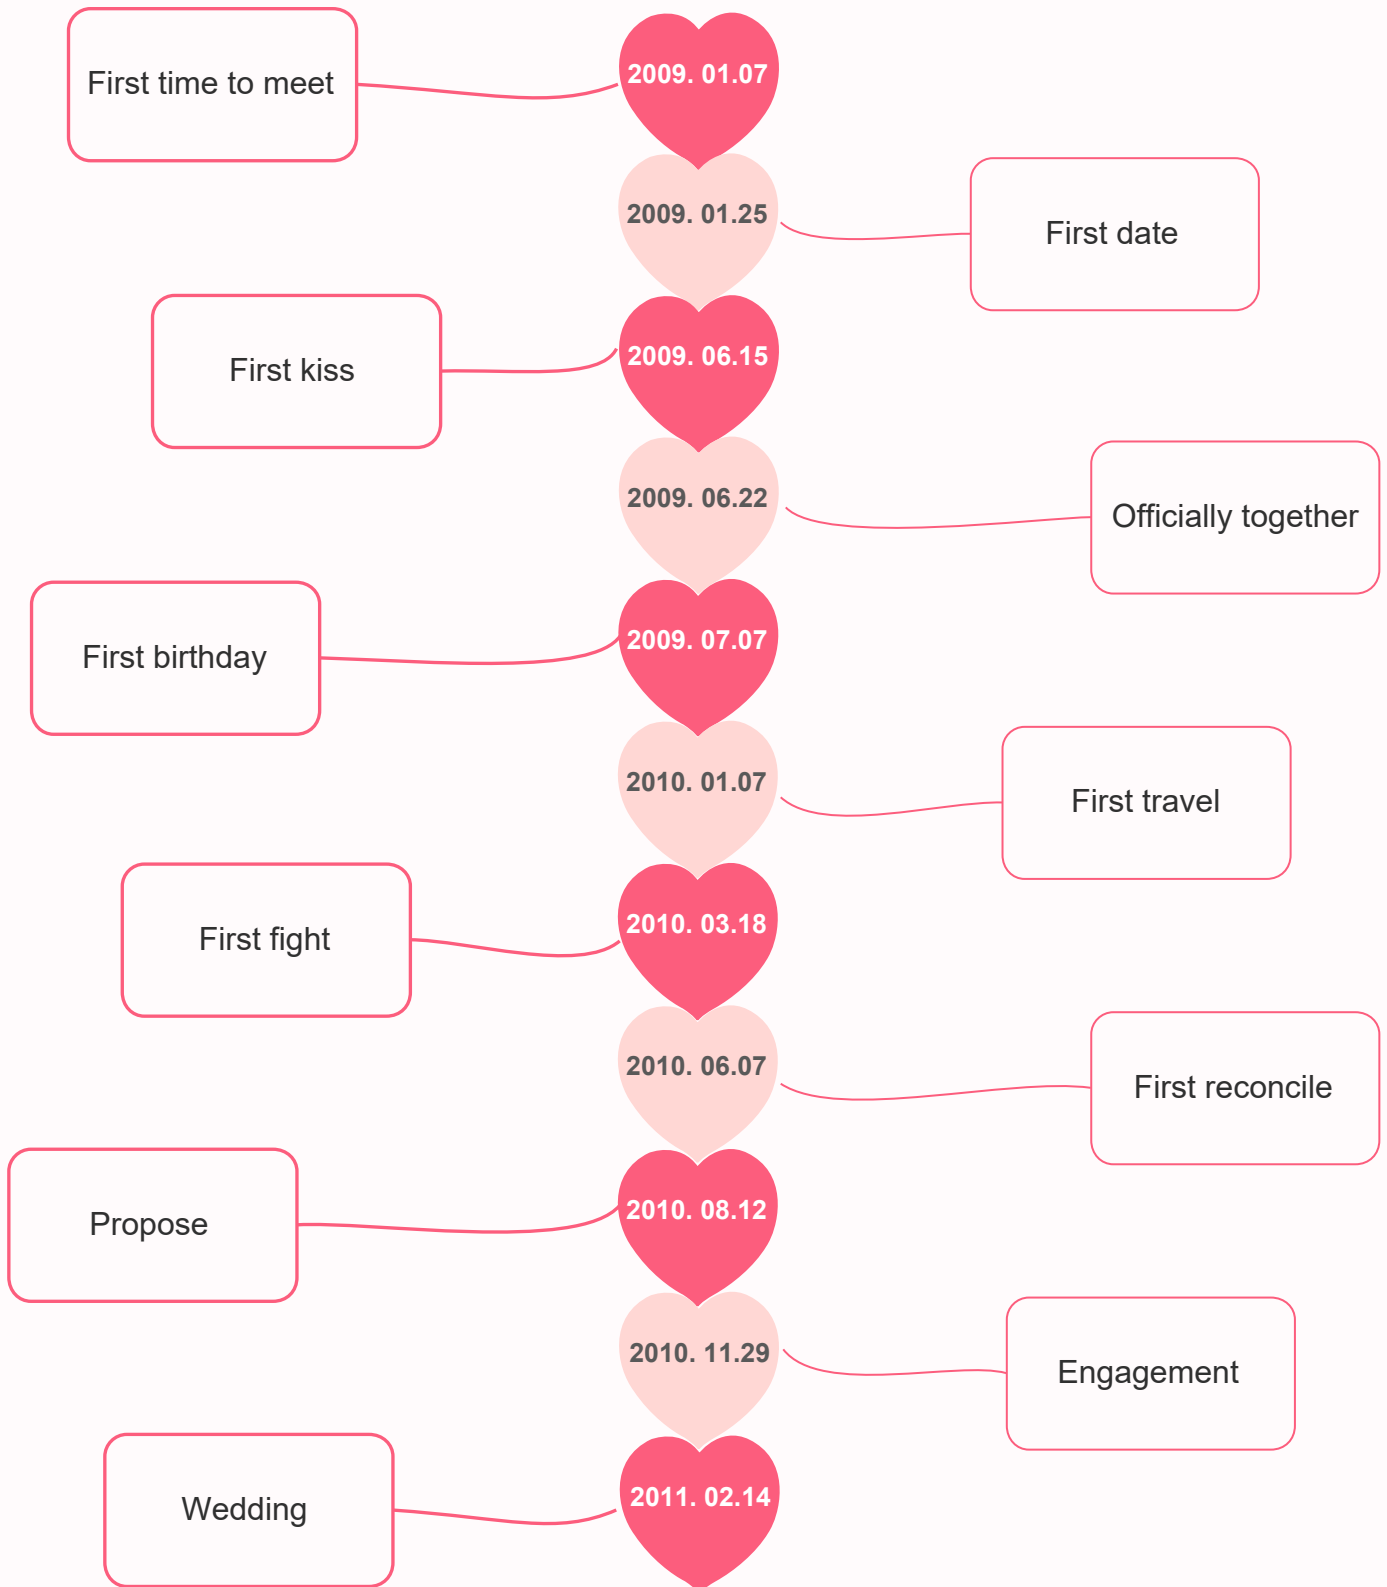 First time to meet
2009. 01.07
2009. 01.25
First date
First kiss
2009. 06.15
2009. 06.22
Officially together
First birthday
2009. 07.07
2010. 01.07
First travel
First fight
2010. 03.18
2010. 06.07
First reconcile
Propose
2010. 08.12
2010. 11.29
Engagement
Wedding
2011. 02.14